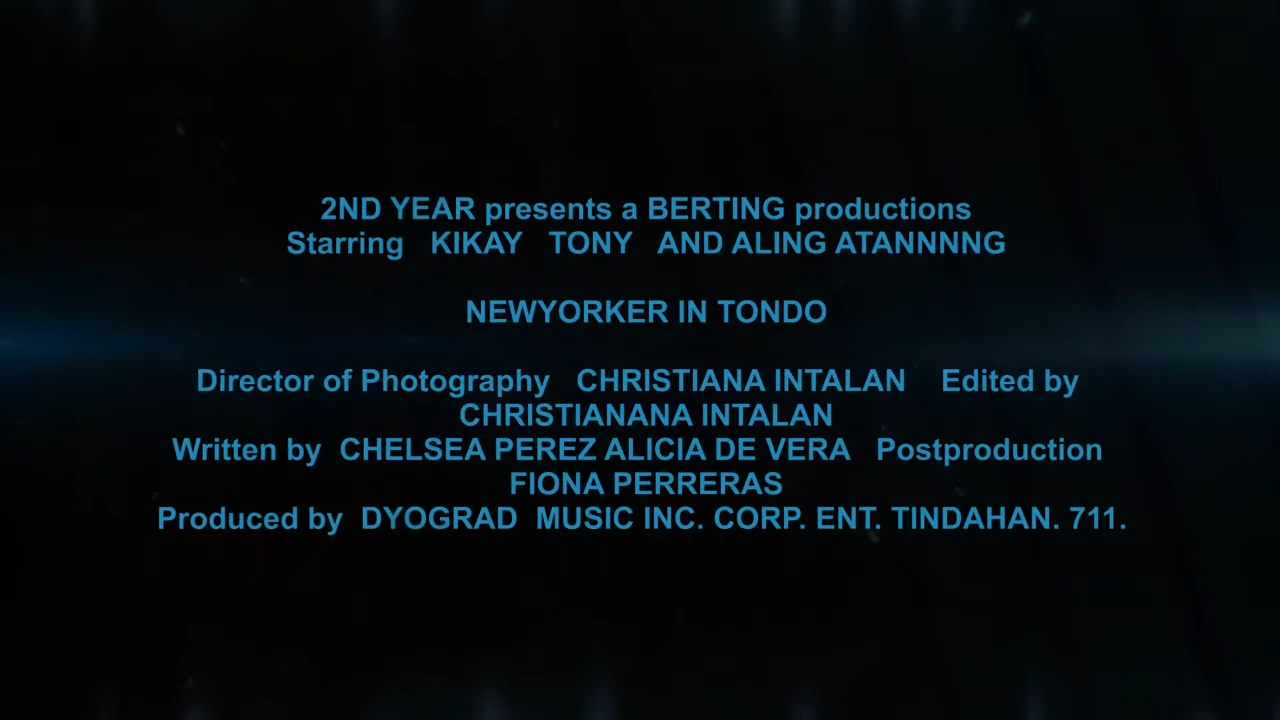 2ND YEAR presents a BERTING productions
Starring KIKAY TONY AND ALING ATANNNNG
NEWYORKER IN TONDO
Director of Photography CHRISTIANA INTALAN Edited by
CHRISTIANANA INTALAN
Written by CHELSEA PEREZ ALICIA DE VERA Postproduction
FIONA PERRERAS
Produced by DYOGRAD MUSIC INC. CORP. ENT. TINDAHAN. 711.